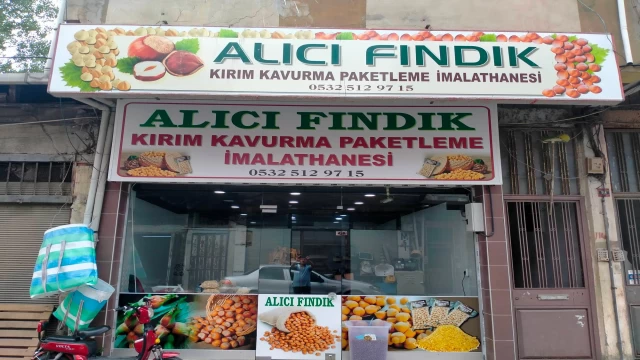 ALICI FINDIK
KIRIM KAVURMA PAKETLEME İMALATHANESİ
0532 512 97 15
ALICI FINDIK
KIRIM KAVURMA PAKETLEME
İMALATHANESİ
0532 512 97 15
ALICI FINDIK